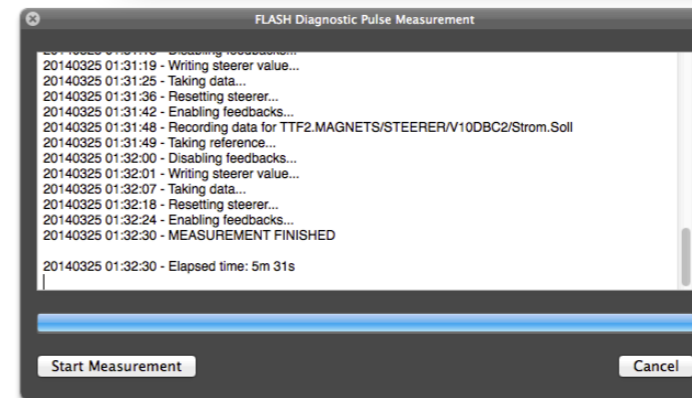 FLASH Diagnostic Pulse Measurement
20140325 01:31:19 - Writing steerer value...
20140325 01:31:25 - Taking data...
20140325 01:31:36 - Resetting steerer...
20140325 01:31:42 - Enabling feedbacks...
20140325 01:31:48 - Recording data for TTF2.MAGNETS/STEERER/V10DBC2/Strom.Soll
20140325 01:31:49 - Taking reference...
20140325 01:32:00 - Disabling feedbacks...
20140325 01:32:01 - Writing steerer value...
20140325 01:32:07 - Taking data...
20140325 01:32:18 - Resetting steerer...
20140325 01:32:24 - Enabling feedbacks...
20140325 01:32:30 - MEASUREMENT FINISHED
20140325 01:32:30 - Elapsed time: 5m 31s
Start Measurement
Cancel